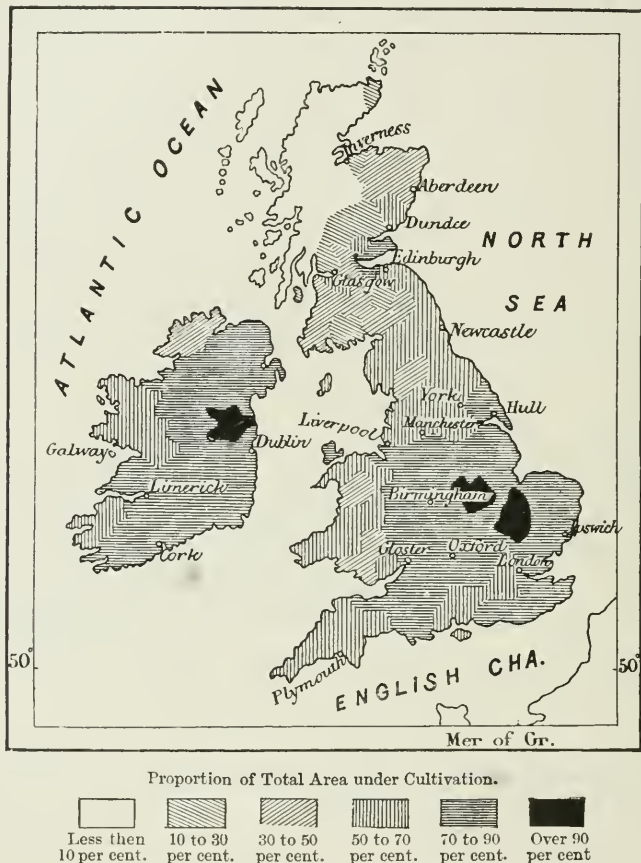 ATLANTIC OCEAN
Inverness
Aberdeen
Dundee
NORTH
SEA
Edinburgh
Glasgow
Newcastle
York
Hull
Manchester
Liverpool
Galway
Dublin
Limerick
Birmingham
Ipswich
York
Gloster
Oxford
London
50°
50°
Plymouth
ENGLISH CHA.
Mer of Gr.
Proportion of Total Area under Cultivation.
Less then 10 to 30 30 to 50 50 to 70 70 to 90 Over 90
10 per cent. per cent. per cent. per cent. per cent. per cent